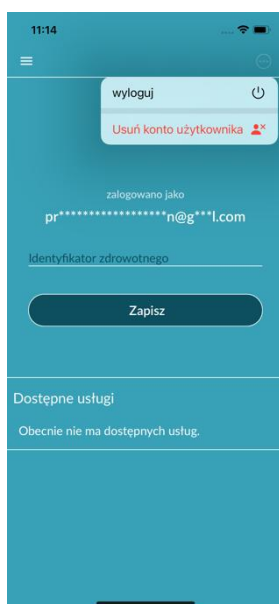 11:14
wyloguj
Usuń konto użytkownika
zalogowano jako
pr******************n@g***l.com
Identyfikator zdrowotnego
Zapisz
Dostępne usługi
Obecnie nie ma dostępnych usług.